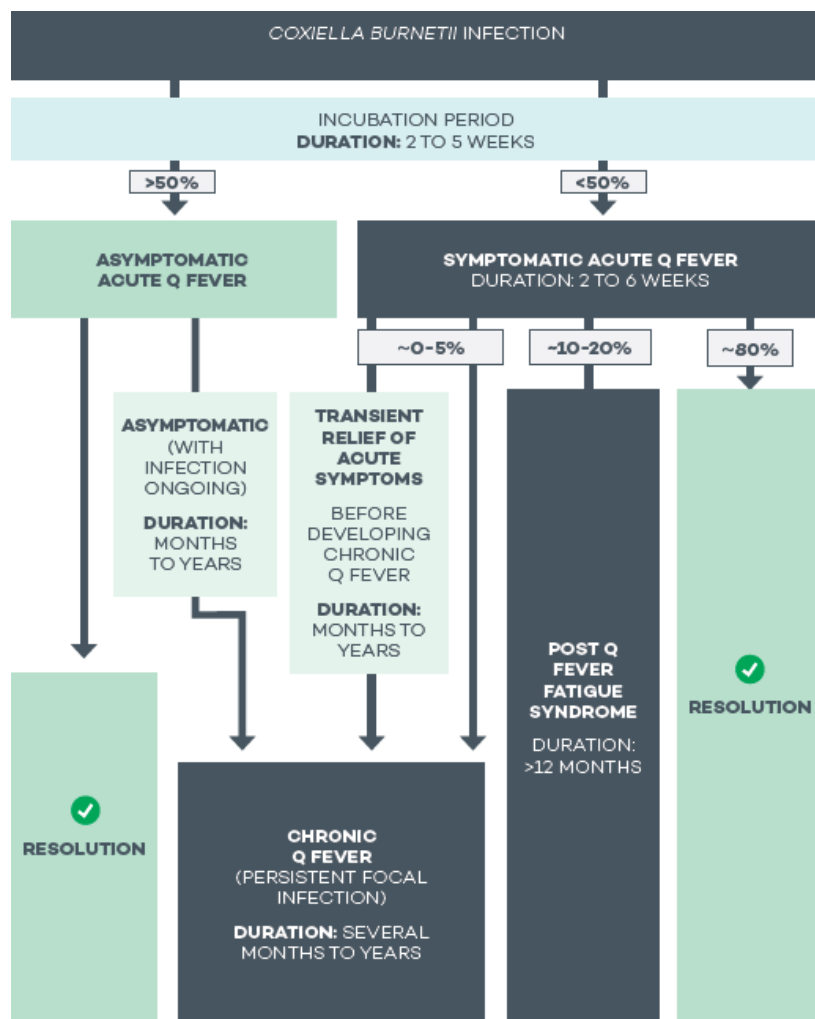 COXIELLA BURNETII INFECTION
INCUBATION PERIOD
DURATION: 2 TO 5 WEEKS
>50%
<50%
ASYMPTOMATIC
ACUTE Q FEVER
SYMPTOMATIC ACUTE Q FEVER
DURATION: 2 TO 6 WEEKS
~0-5%
~10-20%
~80%
ASYMPTOMATIC
(WITH
INFECTION
ONGOING)
DURATION:
MONTHS
TO YEARS
TRANSIENT
RELIEF OF
ACUTE
SYMPTOMS
BEFORE
DEVELOPING
CHRONIC
Q FEVER
DURATION:
MONTHS TO
YEARS
POST Q
FEVER
FATIGUE
SYNDROME
DURATION:
>12 MONTHS
RESOLUTION
RESOLUTION
CHRONIC
Q FEVER
(PERSISTENT FOCAL
INFECTION)
DURATION: SEVERAL
MONTHS TO YEARS